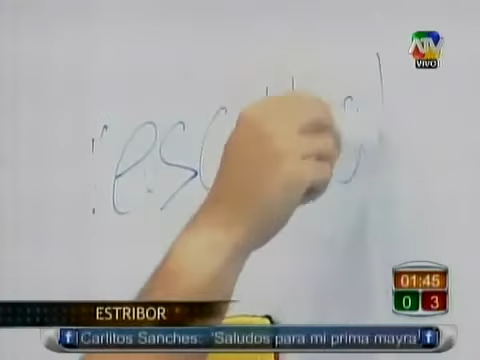 ATV
VIVO
01:45
0 3
ESTRIBOR
Carlitos Sanches: 'Saludos para mi prima mayra'